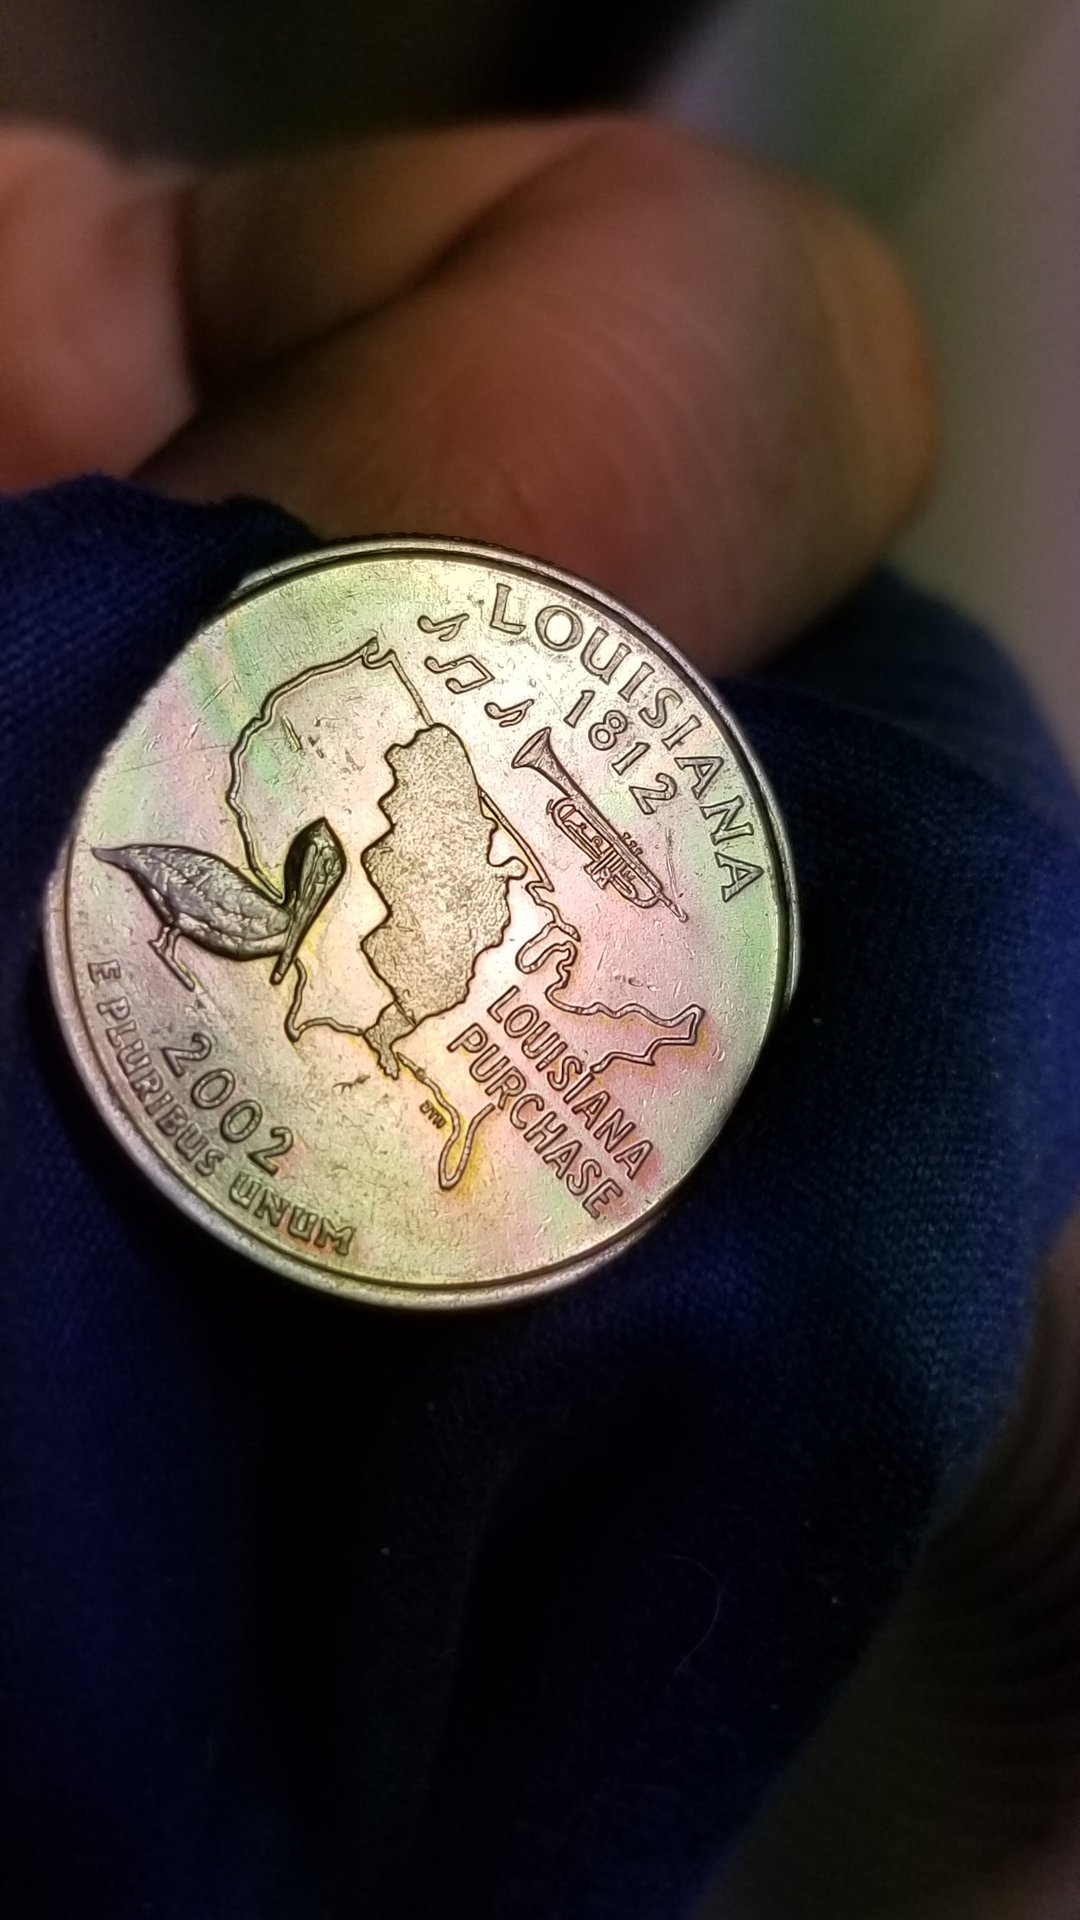 LOUISIANA
1812
LOUISIANA
PURCHASE
2002
E PLURIBUS UNUM